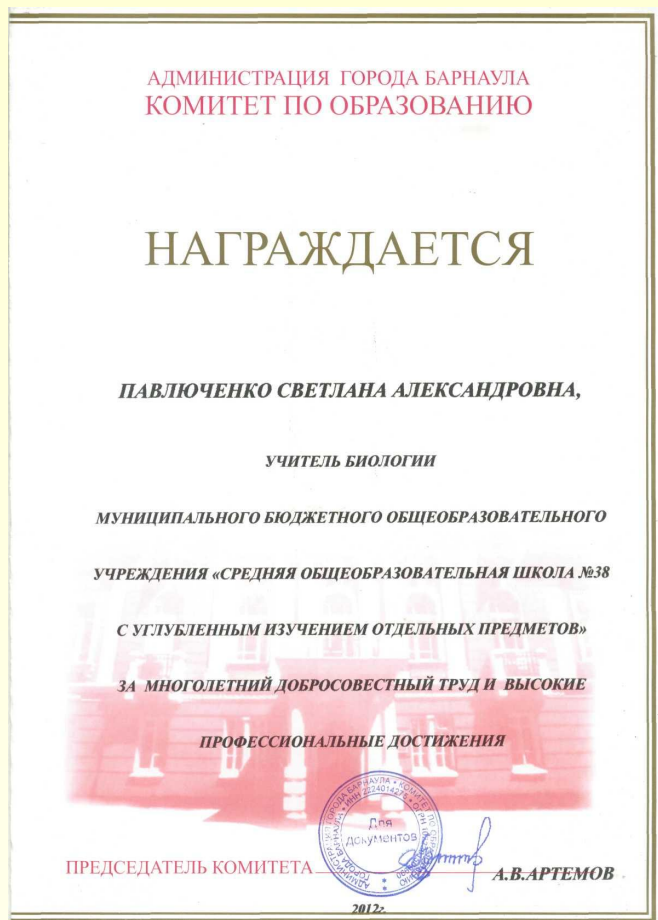 АДМИНИСТРАЦИЯ ГОРОДА БАРНАУЛА
КОМИТЕТ ПО ОБРАЗОВАНИЮ
НАГРАЖДАЕТСЯ
ПАВЛЮЧЕНКО СВЕТЛАНА АЛЕКСАНДРОВНА,
УЧИТЕЛЬ БИОЛОГИИ
МУНИЦИПАЛЬНОГО БЮДЖЕТНОГО ОБЩЕОБРАЗОВАТЕЛЬНОГО
УЧРЕЖДЕНИЯ «СРЕДНЯЯ ОБЩЕОБРАЗОВАТЕЛЬНАЯ ШКОЛА №38
С УГЛУБЛЕННЫМ ИЗУЧЕНИЕМ ОТДЕЛЬНЫХ ПРЕДМЕТОВ»
ЗА МНОГОЛЕТНИЙ ДОБРОСОВЕСТНЫЙ ТРУД И ВЫСОКИЕ
ПРОФЕССИОНАЛЬНЫЕ ДОСТИЖЕНИЯ
Для
документов
ПРЕДСЕДАТЕЛЬ КОМИТЕТА
А.В.АРТЕМОВ
2012г.